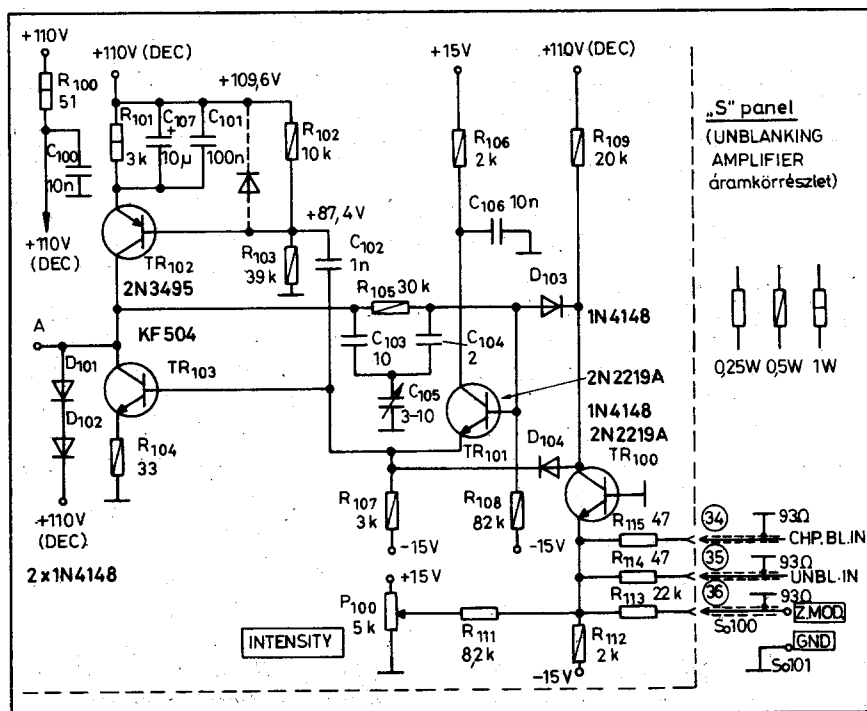 +110V
R100
51
C100
10n
+110V
(DEC)
+110V (DEC)
+109,6V
R101
3k
C107
+
10µ
C101
100n
R102
10k
+87,4V
TR102
2N3495
R103
39k
C102
1n
+15V
R106
2k
C106 10n
+110V (DEC)
R109
20k
D103
1N4148
R105 30k
C103
10
C104
2
C105
3-10
A
KF504
TR103
D101
D102
R104
33
+110V
(DEC)
2x1N4148
2N2219A
TR101
1N4148
2N2219A
D104
TR100
R107
3k
-15V
R108
82k
-15V
+15V
P100
5k
INTENSITY
R111
8,2k
R112
2k
-15V
R115 47
R114 47
R113 22k
34
93Ω
CHP. BL.IN
35
93Ω
UNBL.IN
36
93Ω
Z.MOD.
So100
GND
So101
„S" panel
(UNBLANKING
AMPLIFIER
áramkörrészlet)
0,25W 0,5W 1W